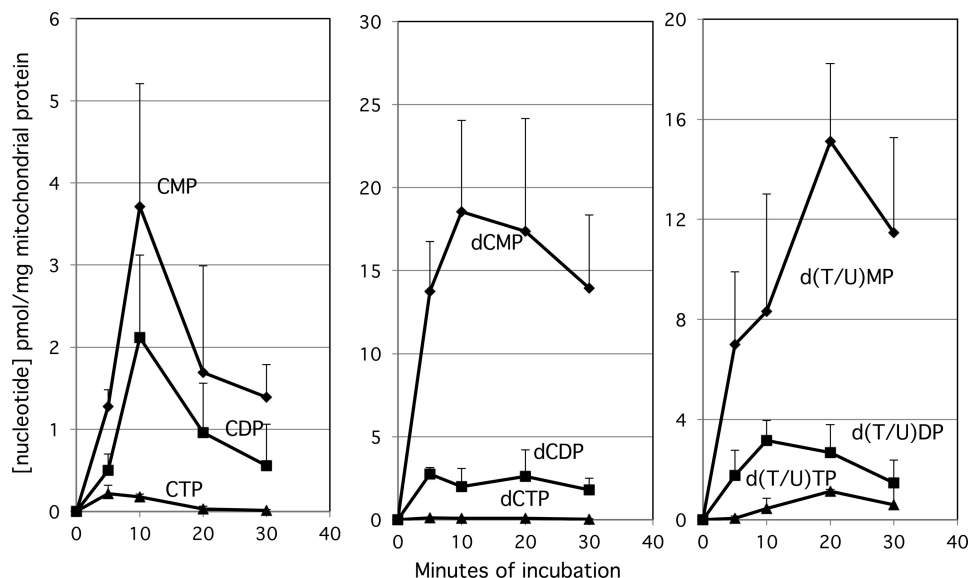 [nucleotide] pmol/mg mitochondrial protein
6
5
4
3
2
1
0
CMP
CDP
CTP
0 10 20 30 40
30
25
20
15
10
5
0
dCMP
dCDP
dCTP
0 10 20 30 40
20
16
12
8
4
0
d(T/U)MP
d(T/U)DP
d(T/U)TP
0 10 20 30 40
Minutes of incubation